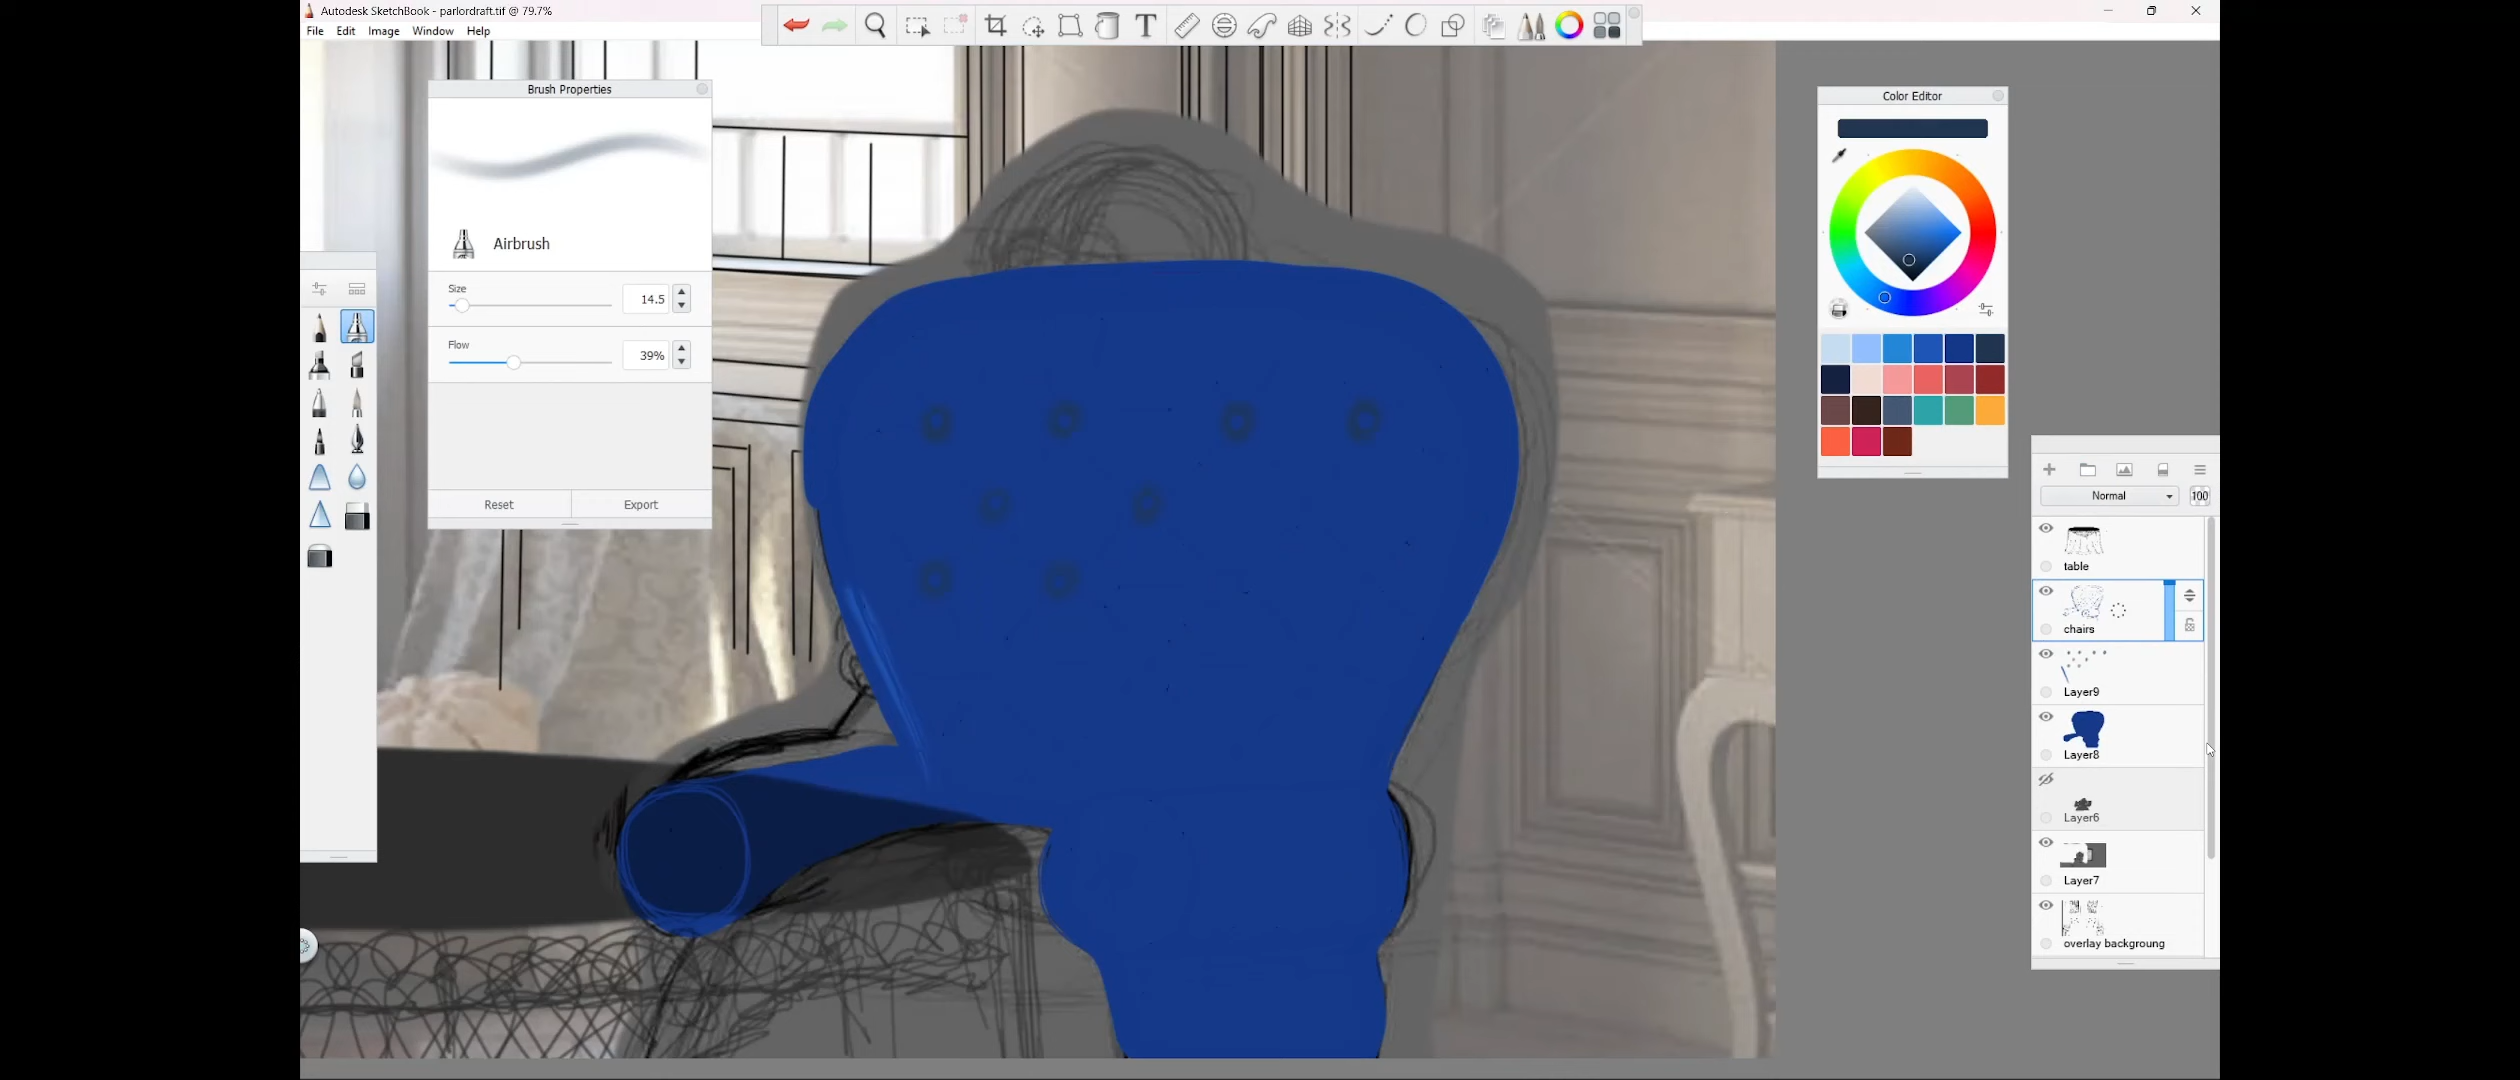 Autodesk SketchBook - parlordraft.tif @ 79.7%
File Edit Image Window Help
T
Brush Properties
Airbrush
Size
14.5
Flow
39%
Reset Export
Color Editor
Normal 100
table
chairs
Layer9
Layer8
Layer6
Layer7
overlay backgroung